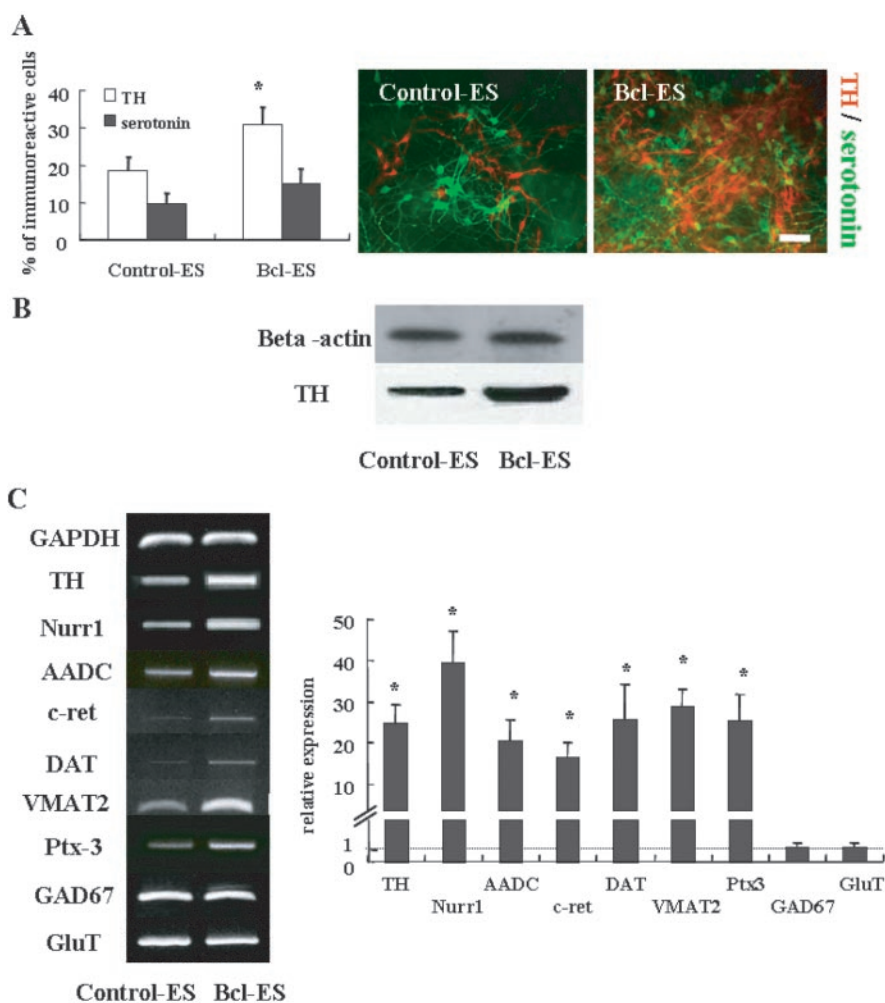 A
% of immunoreactive cells
40
30
20
10
0
TH
serotonin
*
Control-ES
Bcl-ES
Control-ES
Bcl-ES
TH / serotonin
B
Beta -actin
TH
Control-ES Bcl-ES
C
GAPDH
TH
Nurr1
AADC
c-ret
DAT
VMAT2
Ptx-3
GAD67
GluT
Control-ES Bcl-ES
relative expression
50
40
30
20
10
1
0
* * * * * * *
TH AADC DAT Ptx3 GluT
Nurr1 c-ret VMAT2 GAD67